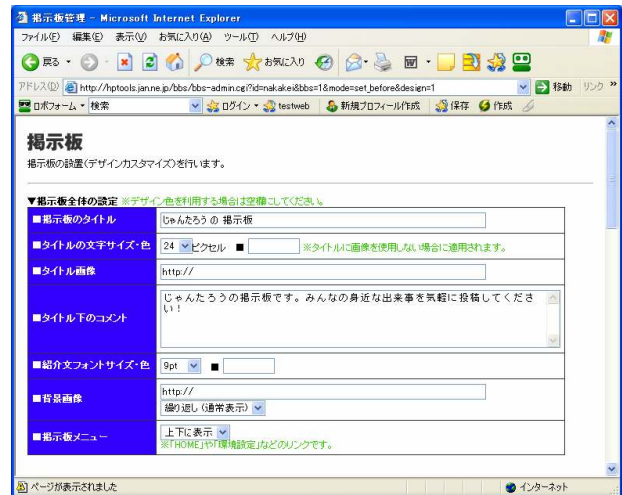 掲示板管理 - Microsoft Internet Explorer
ファイル(F) 編集(E) 表示(V) お気に入り(A) ツール(T) ヘルプ(H)
戻る 検索 お気に入り
アドレス(D) http://hptools.janne.jp/bbs/bbs-admin.cgi?id=nakakei&bbs=1&mode=set_before&design=1 移動 リンク »
ロボフォーム 検索 ログイン testweb 新規プロフィール作成 保存 作成
掲示板
掲示板の設置(デザインカスタマイズ)を行います。
▼掲示板全体の設定 ※デザイン色を利用する場合は空欄にしてください。
■掲示板のタイトル じゃんたろう の 掲示板
■タイトルの文字サイズ・色 24 ピクセル ■ ※タイトルに画像を使用しない場合に適用されます。
■タイトル画像 http://
■タイトル下のコメント じゃんたろうの掲示板です。みんなの身近な出来事を気軽に投稿してくださ
い！
■紹介文フォントサイズ・色 9pt ■
■背景画像 http://
繰り返し (通常表示)
■掲示板メニュー 上下に表示
※「HOME」や「環境設定」などのリンクです。
ページが表示されました インターネット